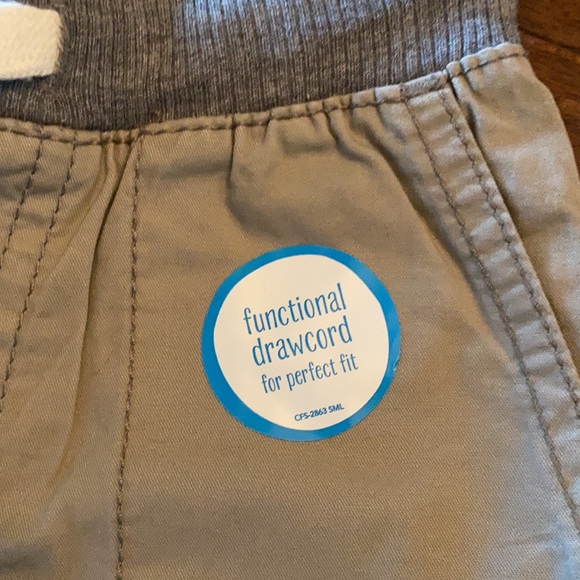 functional
drawcord
for perfect fit
CFS-2863 SML